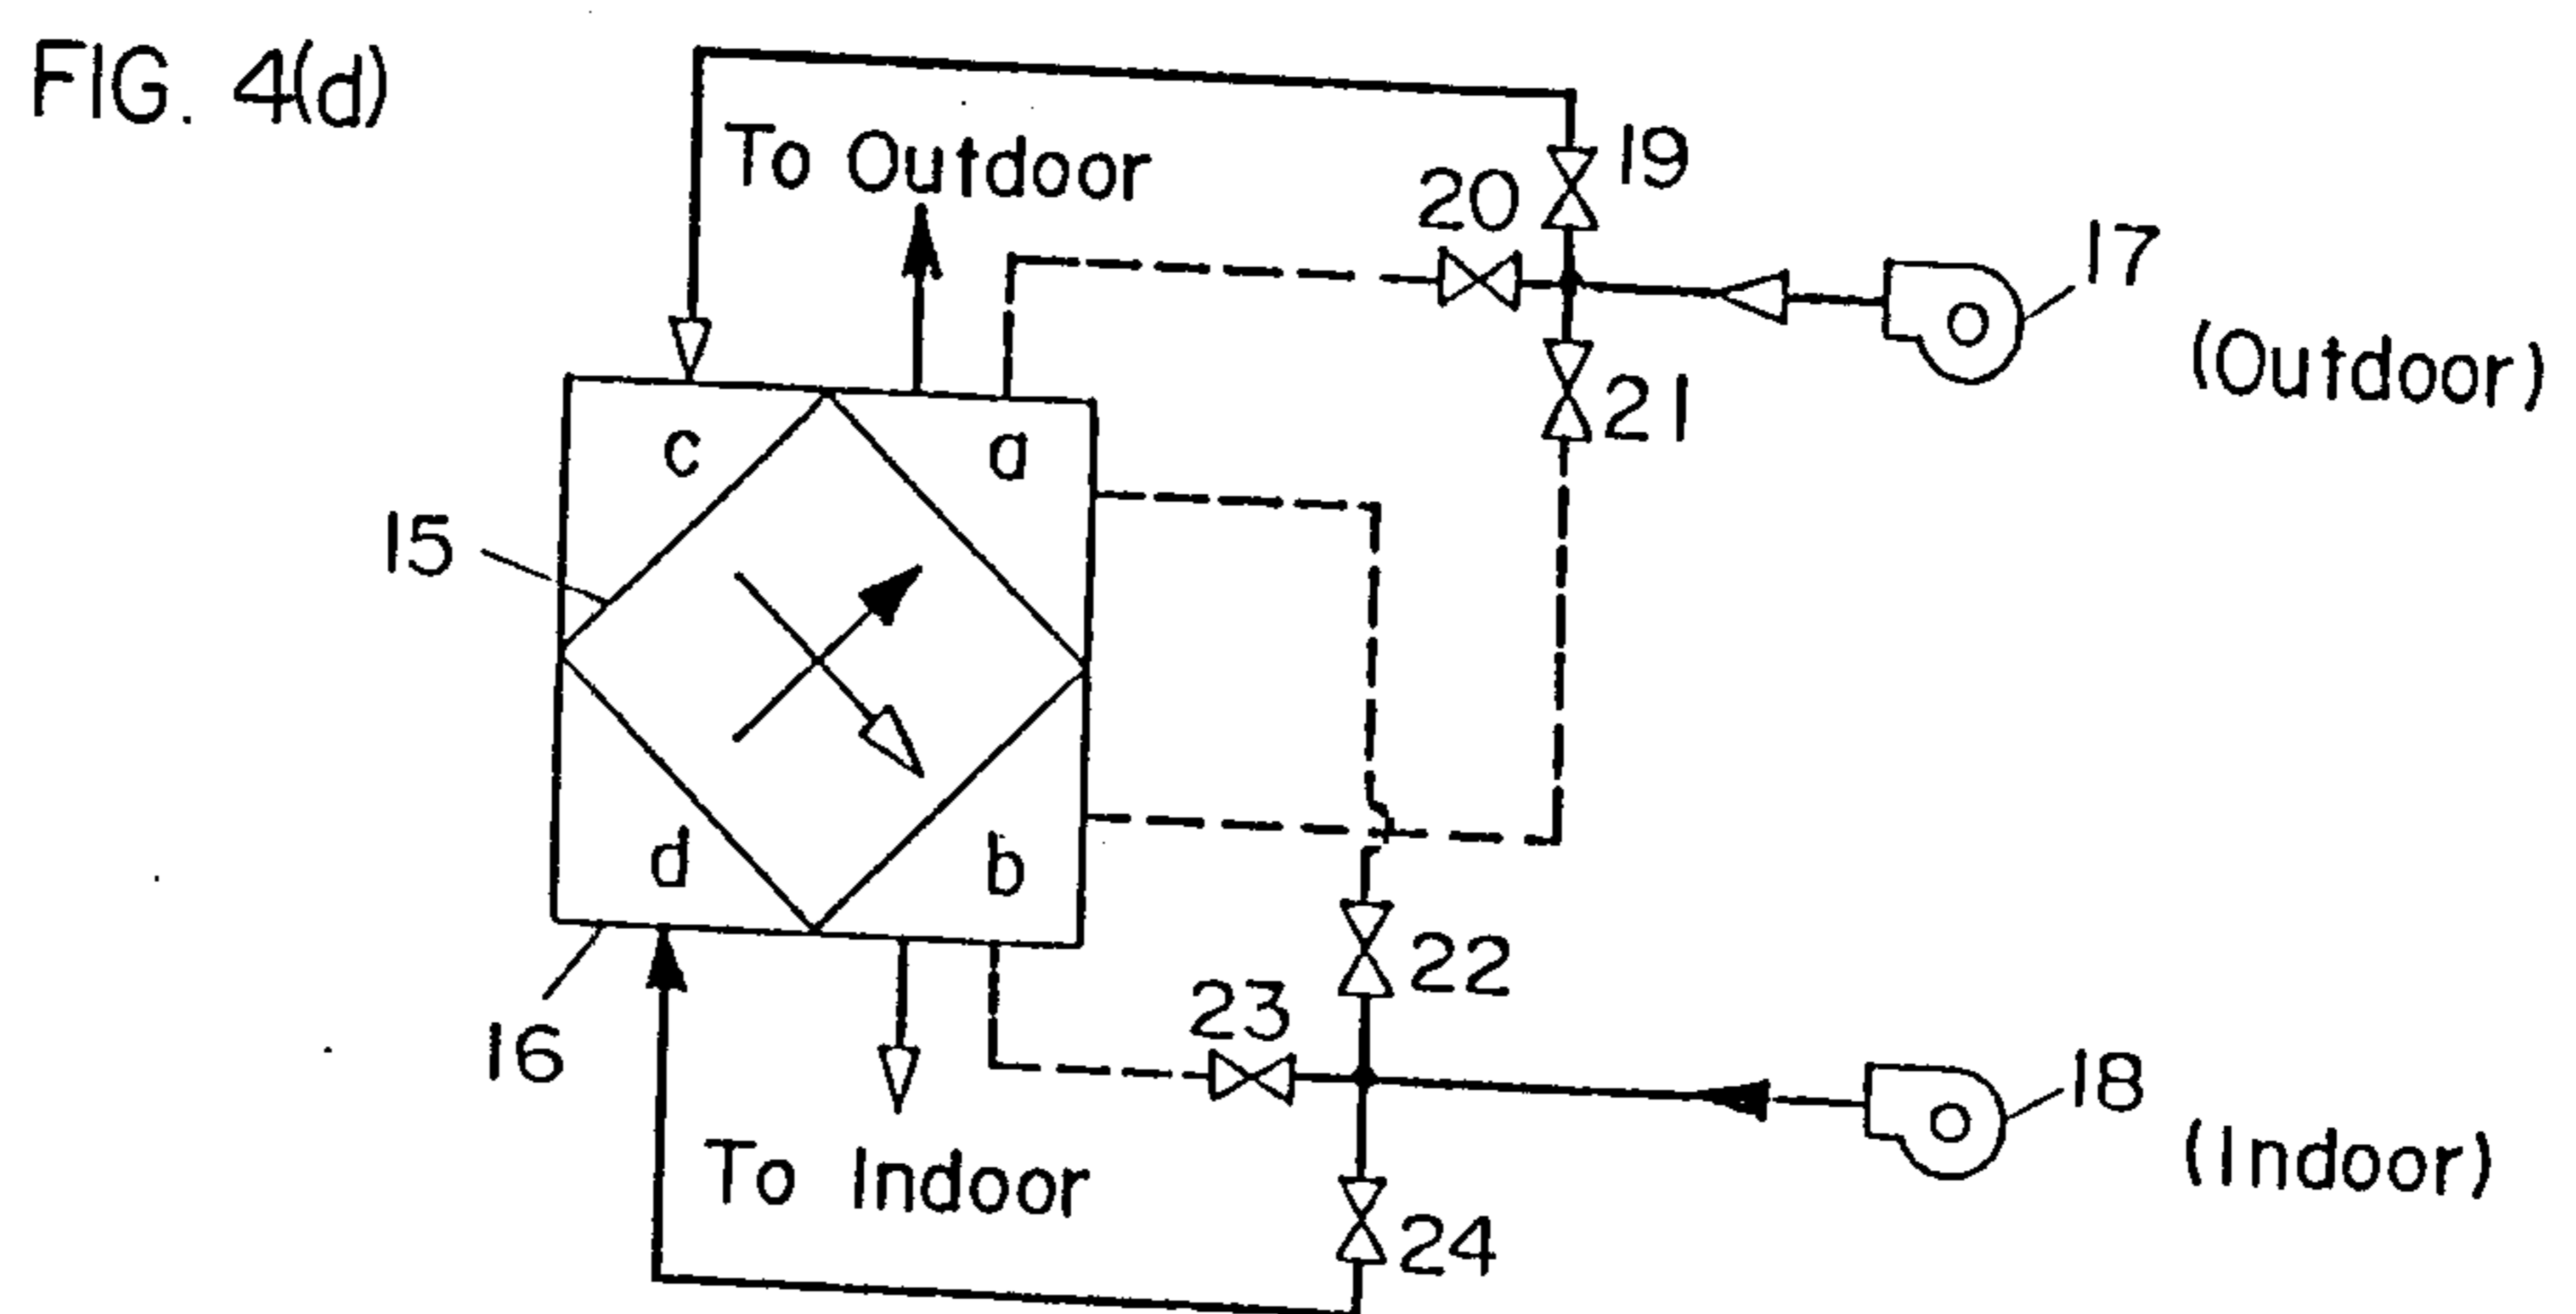 FIG. 4(d)
To Outdoor
19
20
17
(Outdoor)
21
c
a
15
d
b
22
23
16
18
(Indoor)
To Indoor
24